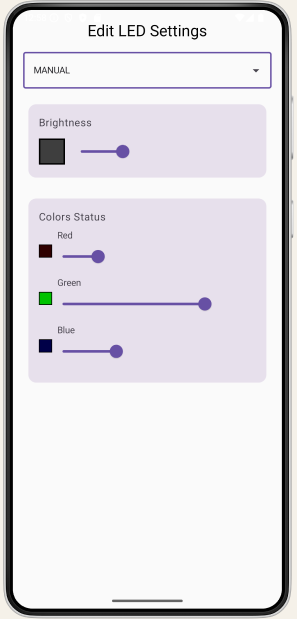 Edit LED Settings
MANUAL
Brightness
Colors Status
Red
Green
Blue